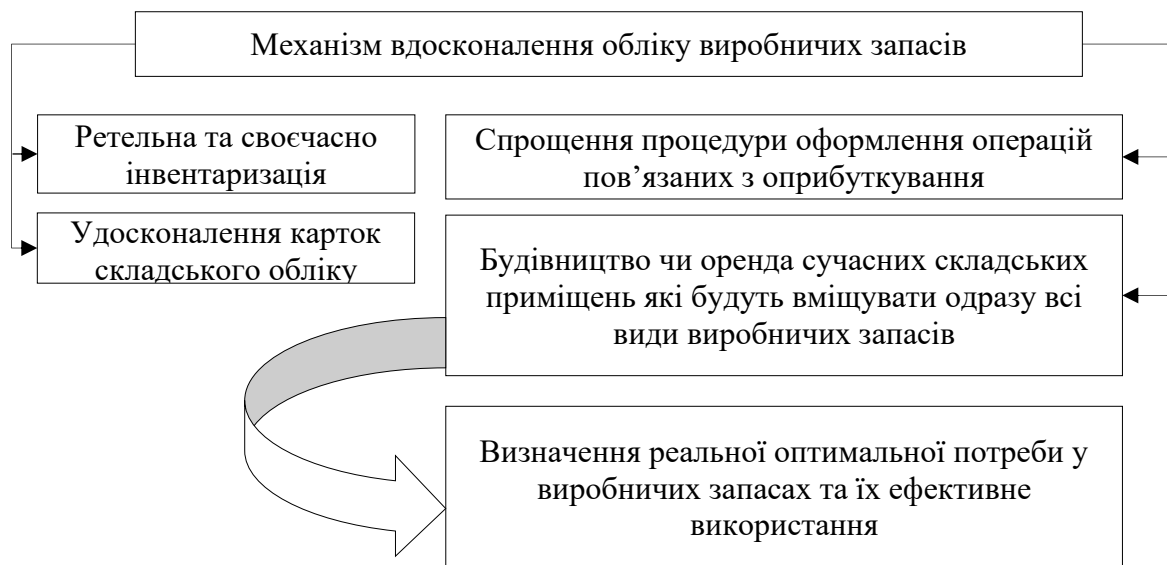 Механізм вдосконалення обліку виробничих запасів
Ретельна та своєчасно
інвентаризація
Спрощення процедури оформлення операцій
пов’язаних з оприбуткування
Удосконалення карток
складського обліку
Будівництво чи оренда сучасних складських
приміщень які будуть вміщувати одразу всі
види виробничих запасів
Визначення реальної оптимальної потреби у
виробничих запасах та їх ефективне
використання